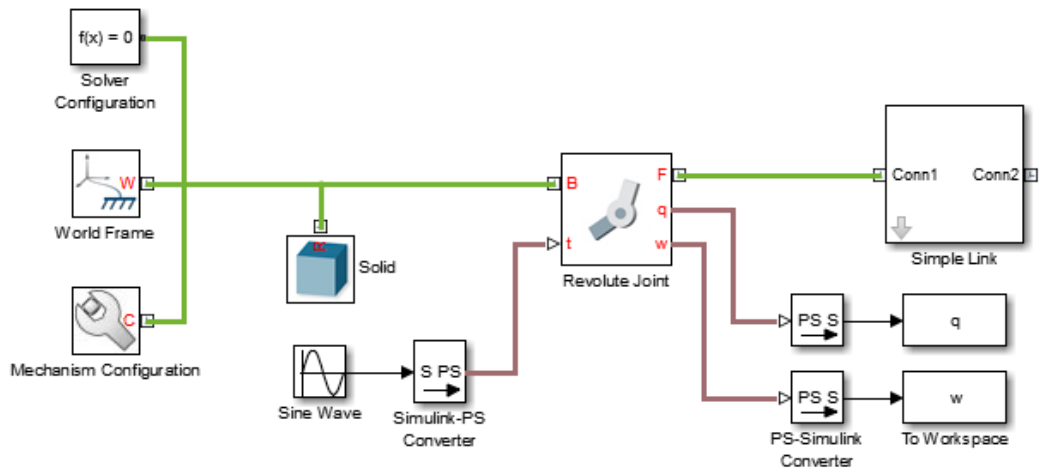 f(x) = 0
Solver
Configuration
W
World Frame
C
Mechanism Configuration
R
Solid
B
F
q
t
w
Revolute Joint
Conn1
Conn2
Simple Link
Sine Wave
S PS
Simulink-PS
Converter
PS S
q
PS S
w
PS-Simulink
Converter
To Workspace